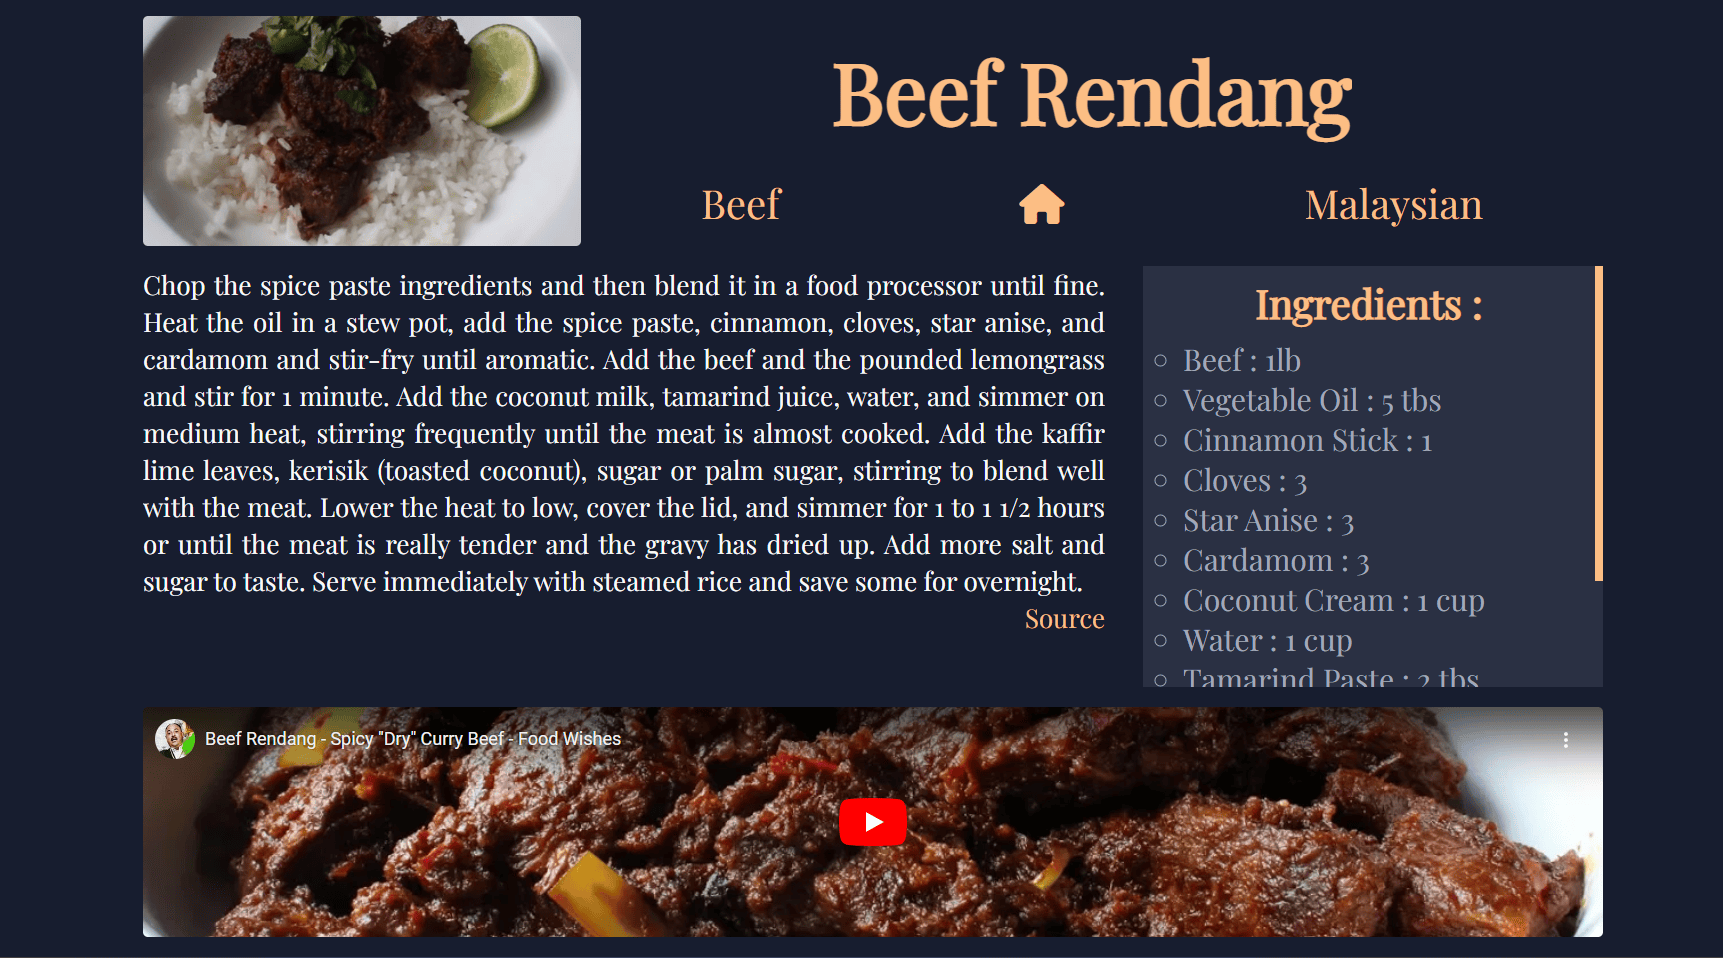 Beef Rendang
Beef
Malaysian
Chop the spice paste ingredients and then blend it in a food processor until fine.
Heat the oil in a stew pot, add the spice paste, cinnamon, cloves, star anise, and
cardamom and stir-fry until aromatic. Add the beef and the pounded lemongrass
and stir for 1 minute. Add the coconut milk, tamarind juice, water, and simmer on
medium heat, stirring frequently until the meat is almost cooked. Add the kaffir
lime leaves, kerisik (toasted coconut), sugar or palm sugar, stirring to blend well
with the meat. Lower the heat to low, cover the lid, and simmer for 1 to 1 1/2 hours
or until the meat is really tender and the gravy has dried up. Add more salt and
sugar to taste. Serve immediately with steamed rice and save some for overnight.
Source
Ingredients :
Beef : 1lb
Vegetable Oil : 5 tbs
Cinnamon Stick : 1
Cloves : 3
Star Anise : 3
Cardamom : 3
Coconut Cream : 1 cup
Water : 1 cup
Tamarind Paste : 2 tbs
Beef Rendang - Spicy "Dry" Curry Beef - Food Wishes